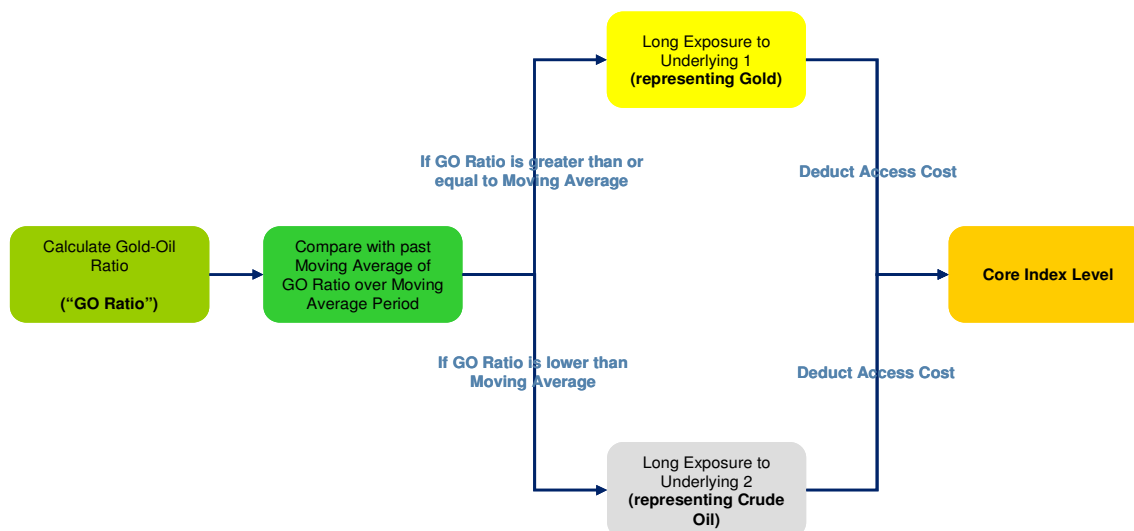 Long Exposure to
Underlying 1
(representing Gold)
If GO Ratio is greater than or
equal to Moving Average
Deduct Access Cost
Calculate Gold-Oil
Ratio
(“GO Ratio”)
Compare with past
Moving Average of
GO Ratio over Moving
Average Period
Core Index Level
If GO Ratio is lower than
Moving Average
Deduct Access Cost
Long Exposure to
Underlying 2
(representing Crude
Oil)